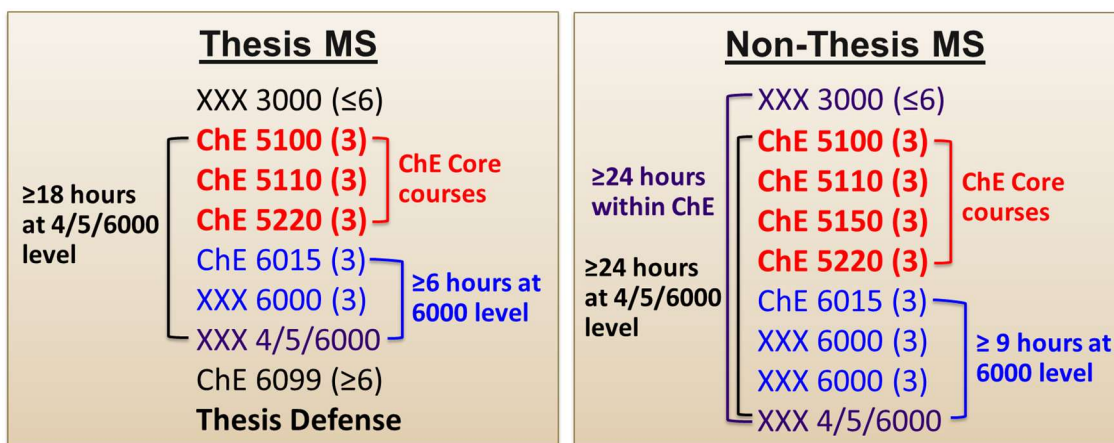 Thesis MS
XXX 3000 (≤6)
ChE 5100 (3)
ChE 5110 (3)
ChE 5220 (3)
ChE 6015 (3)
XXX 6000 (3)
XXX 4/5/6000
ChE 6099 (≥6)
Thesis Defense
≥18 hours
at 4/5/6000
level
ChE Core
courses
≥6 hours at
6000 level
Non-Thesis MS
XXX 3000 (≤6)
ChE 5100 (3)
ChE 5110 (3)
ChE 5150 (3)
ChE 5220 (3)
ChE 6015 (3)
XXX 6000 (3)
XXX 6000 (3)
XXX 4/5/6000
≥24 hours
within ChE
≥24 hours
at 4/5/6000
level
ChE Core
courses
≥ 9 hours at
6000 level